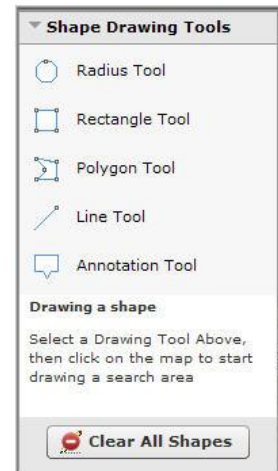 Shape Drawing Tools
Radius Tool
Rectangle Tool
Polygon Tool
Line Tool
Annotation Tool
Drawing a shape
Select a Drawing Tool Above,
then click on the map to start
drawing a search area
Clear All Shapes